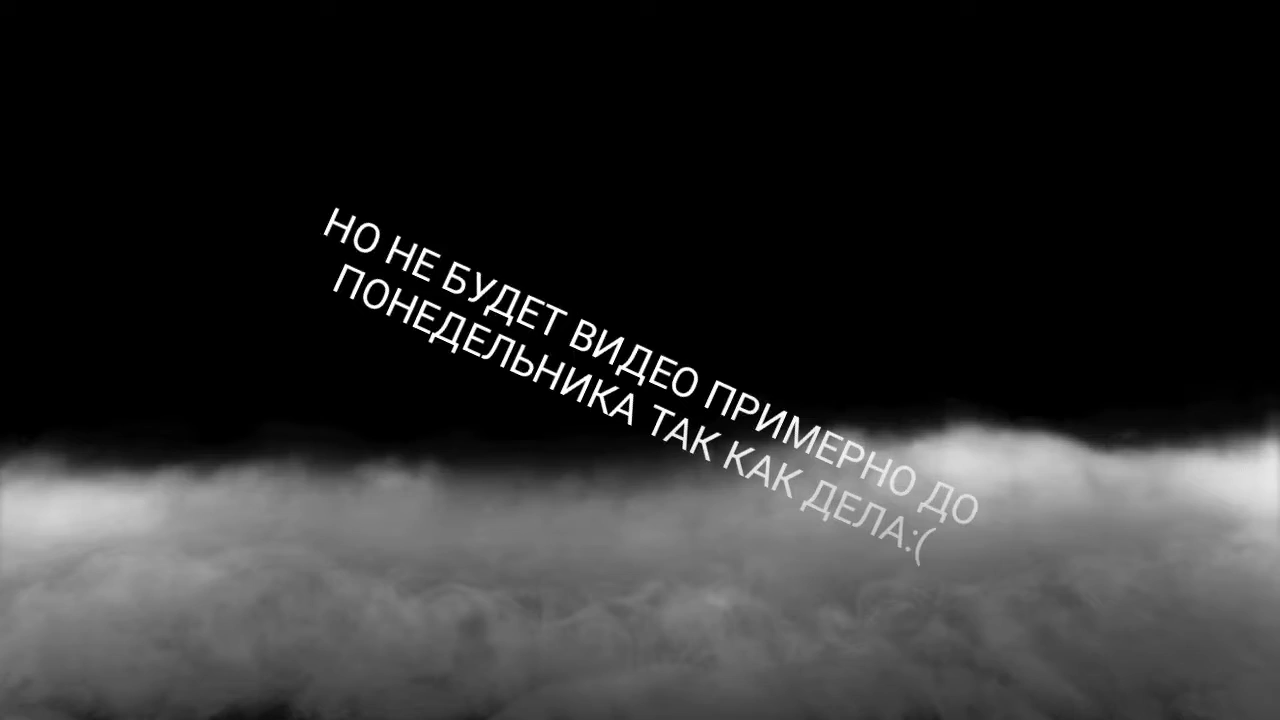 НО НЕ БУДЕТ ВИДЕО ПРИМЕРНО ДО
ПОНЕДЕЛЬНИКА ТАК КАК ДЕЛА:(